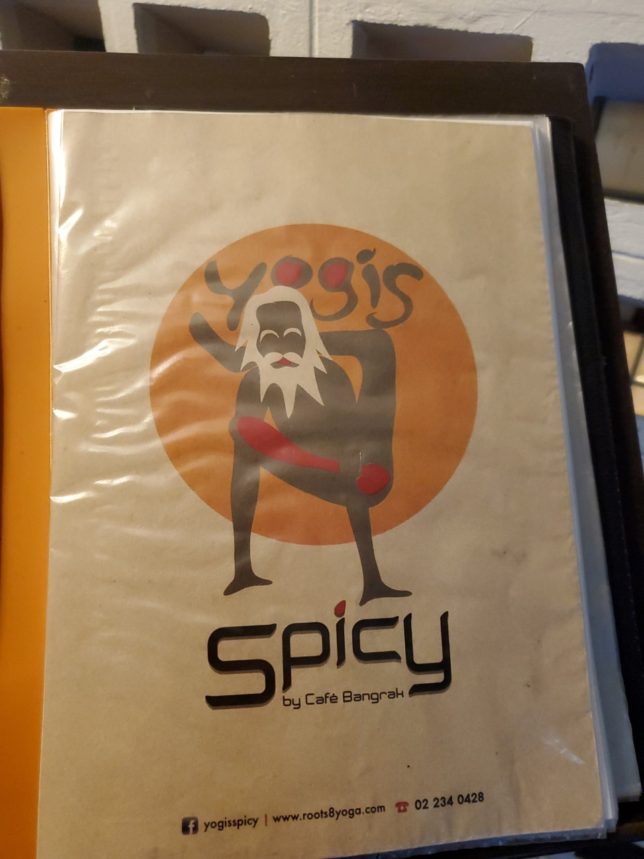 yogis
spicy
by Café Bangrak
yogisspicy | www.roots8yoga.com 02 234 0428